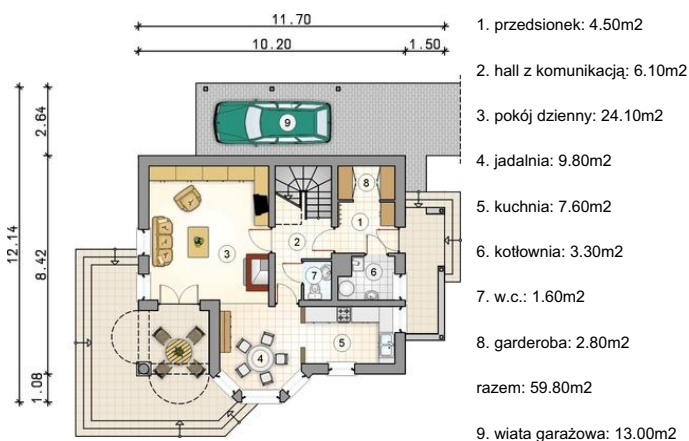 11.70
10.20
1.50
2.64
12.14
8.42
1.08
9
8
1
2
3
7
6
4
5
1. przedsionek: 4.50m2
2. hall z komunikacją: 6.10m2
3. pokój dzienny: 24.10m2
4. jadalnia: 9.80m2
5. kuchnia: 7.60m2
6. kotłownia: 3.30m2
7. w.c.: 1.60m2
8. garderoba: 2.80m2
razem: 59.80m2
9. wiata garażowa: 13.00m2